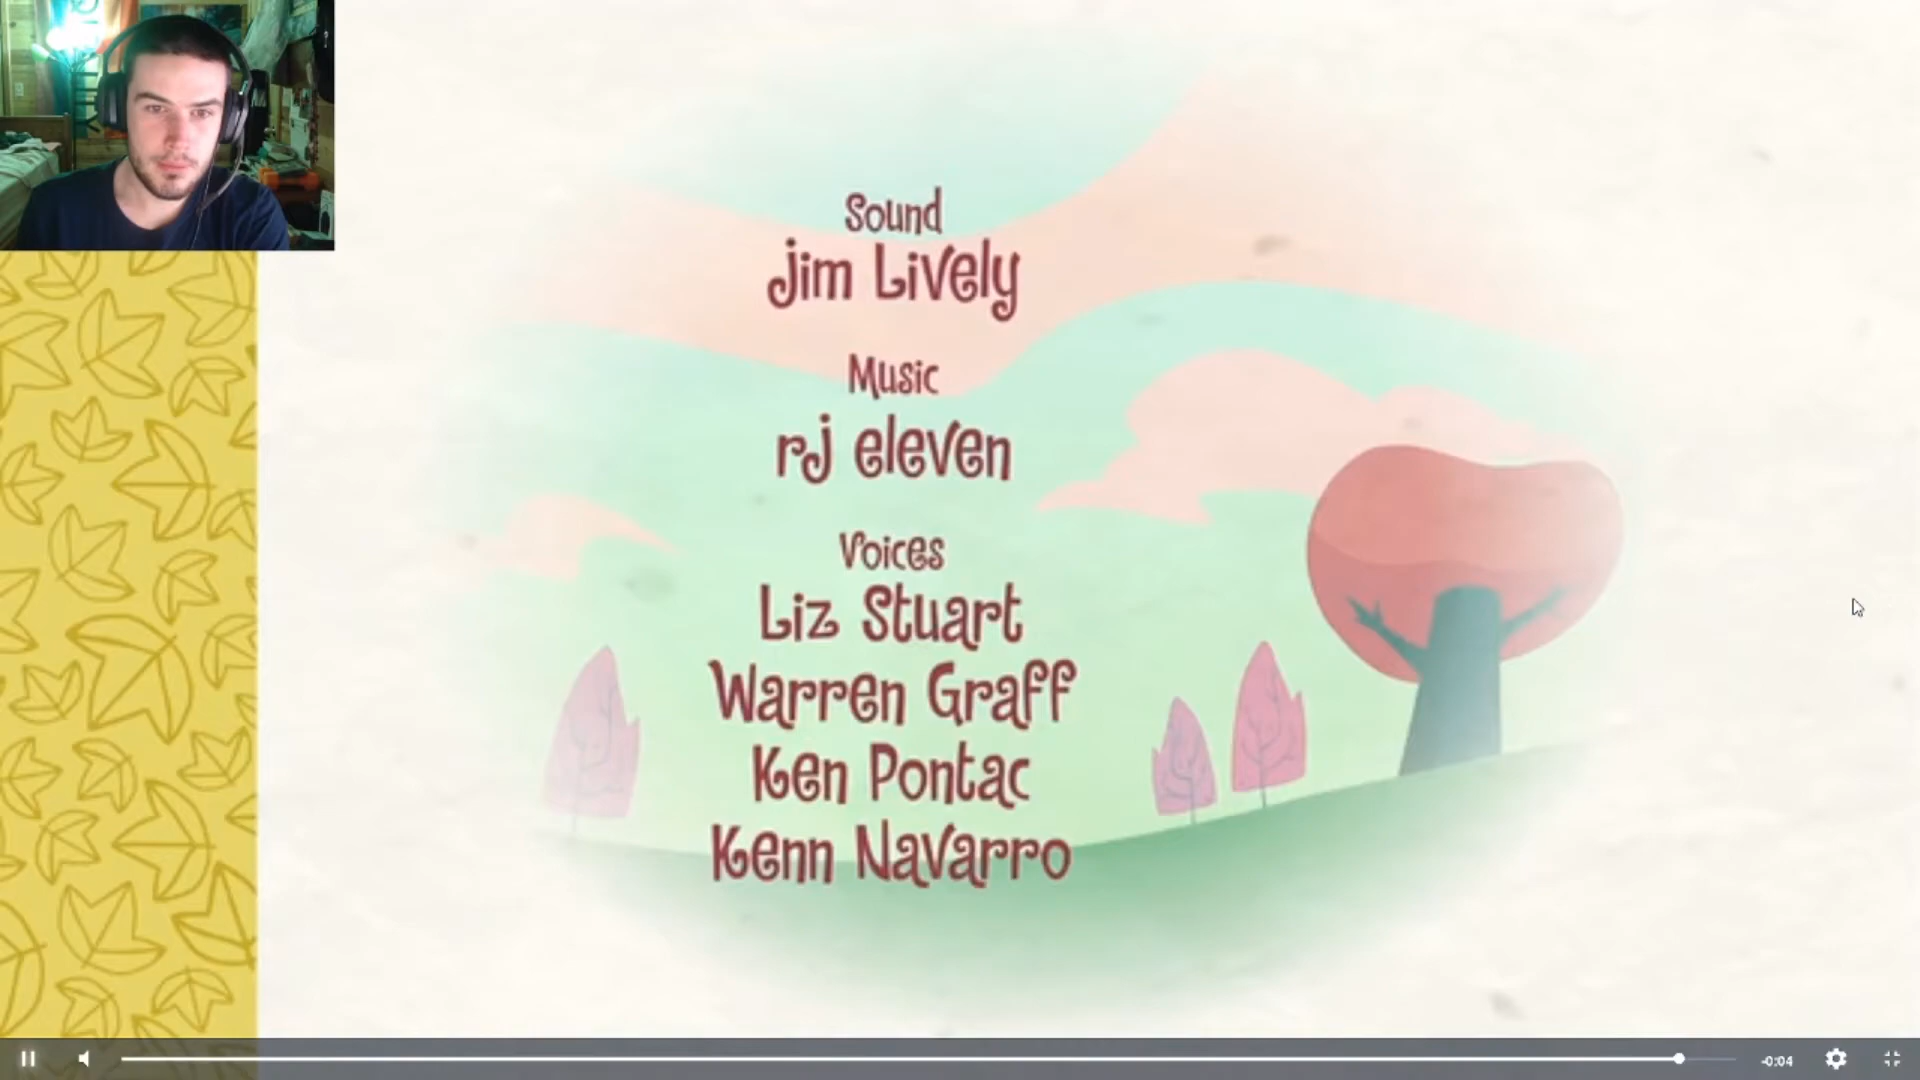 Sound
Jim Lively
Music
rj eleven
Voices
Liz Stuart
Warren Graff
Ken Pontac
Kenn Navarro
-0:04